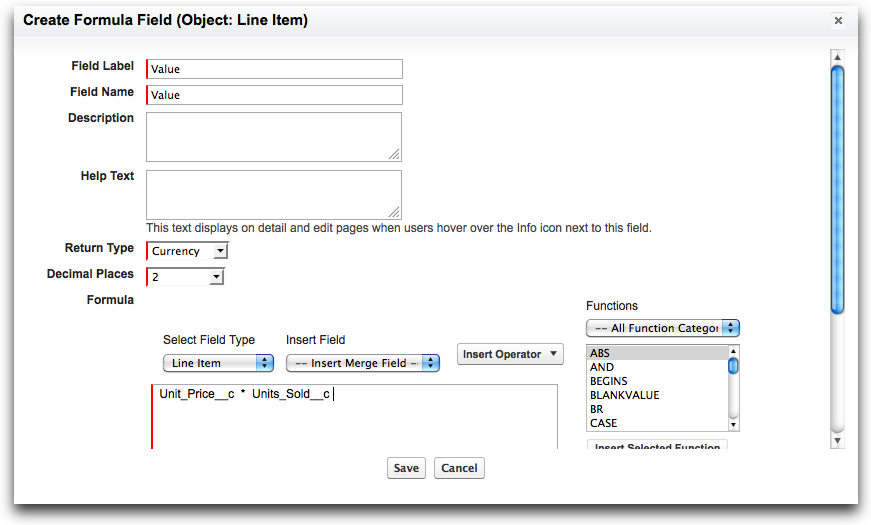 Create Formula Field (Object: Line Item)
Field Label Value
Field Name Value
Description
Help Text
This text displays on detail and edit pages when users hover over the Info icon next to this field.
Return Type Currency
Decimal Places 2
Formula
Functions
Select Field Type Insert Field
-- All Function Categor
Line Item -- Insert Merge Field -- Insert Operator
ABS
AND
BEGINS
BLANKVALUE
BR
CASE
Unit_Price__c * Units_Sold__c
Insert Selected Function
Save Cancel